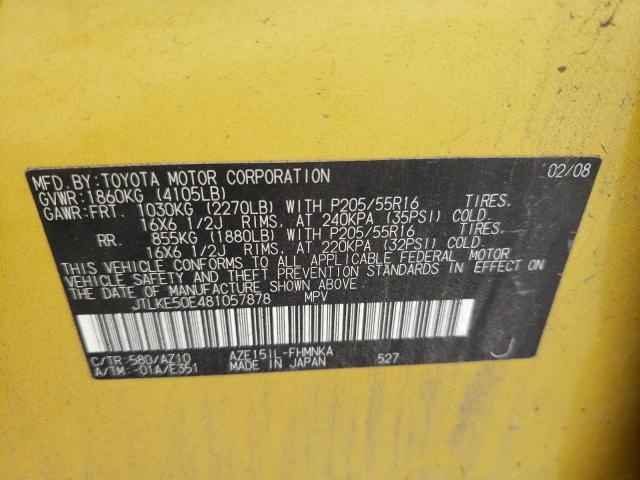 MFD.BY:TOYOTA MOTOR CORPORATION 02/08
GVWR:1860KG (4105LB)
GAWR:FRT. 1030KG (2270LB) WITH P205/55R16 TIRES.
16X6 1/2J RIMS, AT 240KPA (35PSI) COLD.
RR. 855KG (1880LB) WITH P205/55R16 TIRES.
16X6 1/2J RIMS, AT 220KPA (32PSI) COLD.
THIS VEHICLE CONFORMS TO ALL APPLICABLE FEDERAL MOTOR
VEHICLE SAFETY AND THEFT PREVENTION STANDARDS IN EFFECT ON
THE DATE OF MANUFACTURE SHOWN ABOVE.
JTLKE50E481057878 MPV
C/TR:580/AZ10 AZE151L-FHMNKA 527 J
A/TM:-01A/E351 MADE IN JAPAN